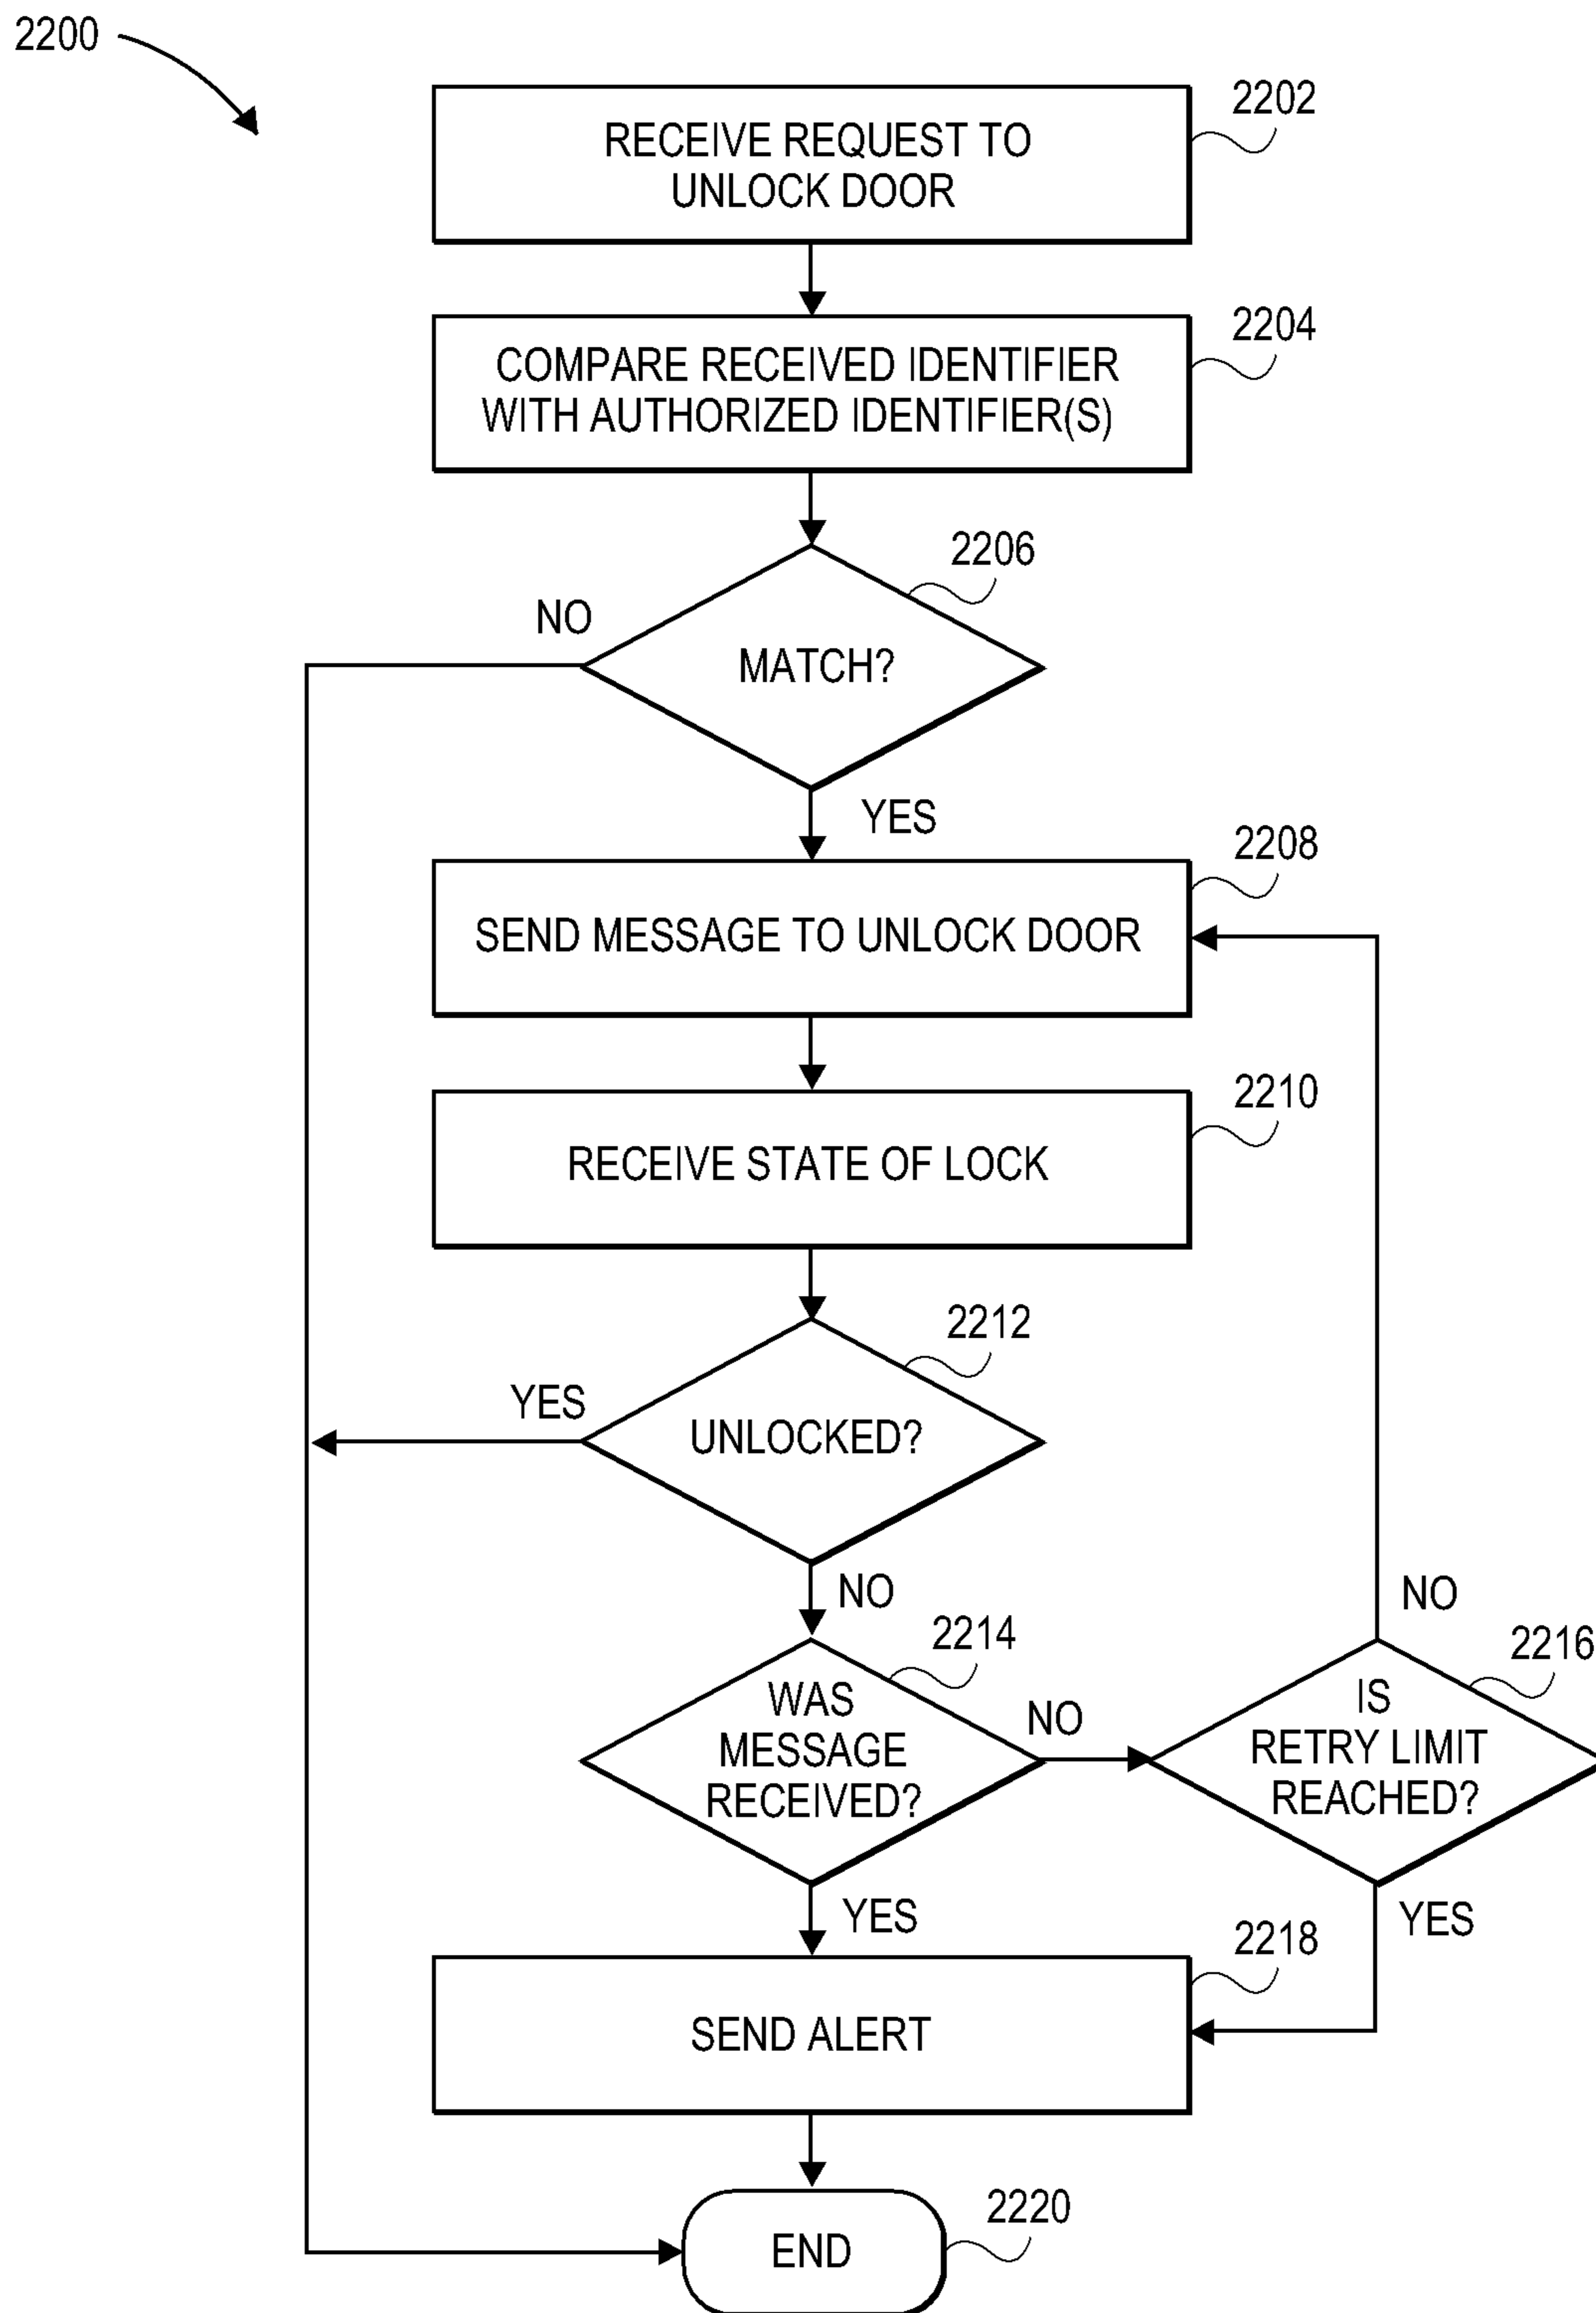 2200
2202
RECEIVE REQUEST TO
UNLOCK DOOR
2204
COMPARE RECEIVED IDENTIFIER
WITH AUTHORIZED IDENTIFIER(S)
2206
NO
MATCH?
YES
2208
SEND MESSAGE TO UNLOCK DOOR
2210
RECEIVE STATE OF LOCK
2212
YES
UNLOCKED?
NO
NO
2214
2216
WAS
MESSAGE
RECEIVED?
NO
IS
RETRY LIMIT
REACHED?
YES
YES
2218
SEND ALERT
2220
END